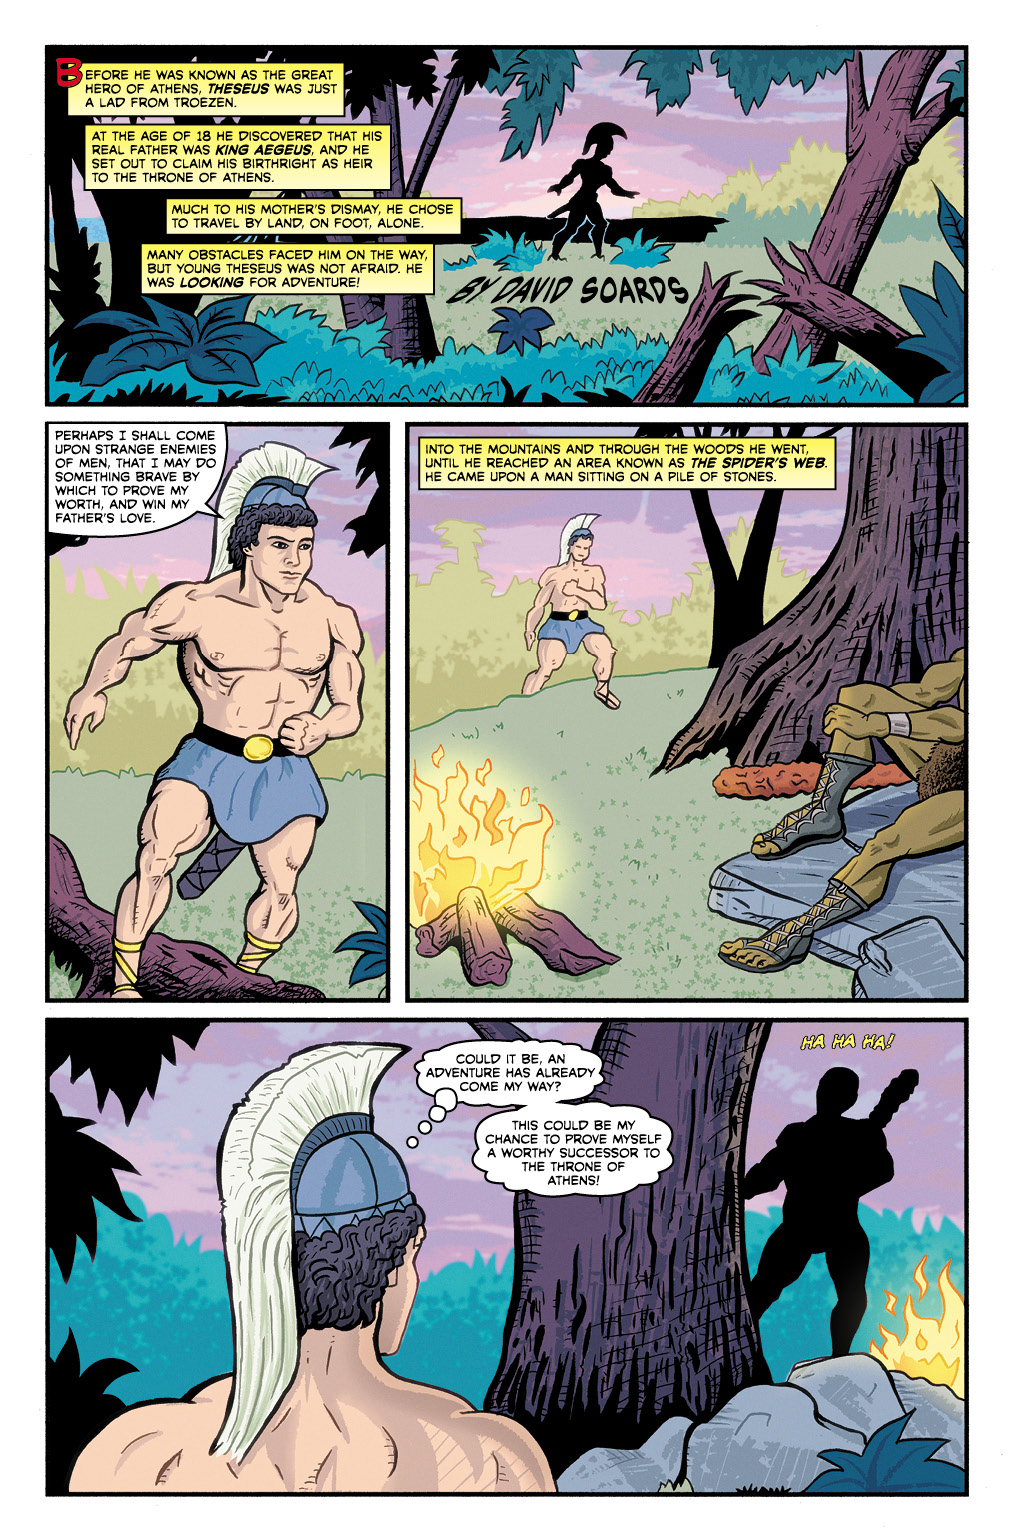 BEFORE HE WAS KNOWN AS THE GREAT
HERO OF ATHENS, THESEUS WAS JUST
A LAD FROM TROEZEN.
AT THE AGE OF 18 HE DISCOVERED THAT HIS
REAL FATHER WAS KING AEGEUS, AND HE
SET OUT TO CLAIM HIS BIRTHRIGHT AS HEIR
TO THE THRONE OF ATHENS.
MUCH TO HIS MOTHER'S DISMAY, HE CHOSE
TO TRAVEL BY LAND, ON FOOT, ALONE.
MANY OBSTACLES FACED HIM ON THE WAY,
BUT YOUNG THESEUS WAS NOT AFRAID. HE
WAS LOOKING FOR ADVENTURE!
BY DAVID SOARDS
PERHAPS I SHALL COME
UPON STRANGE ENEMIES
OF MEN, THAT I MAY DO
SOMETHING BRAVE BY
WHICH TO PROVE MY
WORTH, AND WIN MY
FATHER'S LOVE.
INTO THE MOUNTAINS AND THROUGH THE WOODS HE WENT,
UNTIL HE REACHED AN AREA KNOWN AS THE SPIDER'S WEB.
HE CAME UPON A MAN SITTING ON A PILE OF STONES.
COULD IT BE, AN
ADVENTURE HAS ALREADY
COME MY WAY?
THIS COULD BE MY
CHANCE TO PROVE MYSELF
A WORTHY SUCCESSOR TO
THE THRONE OF
ATHENS!
HA HA HA!